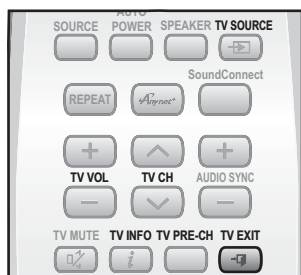 AUTO
SOURCE POWER SPEAKER TV SOURCE
SoundConnect
REPEAT Anynet+
TV VOL TV CH AUDIO SYNC
TV MUTE TV INFO TV PRE-CH TV EXIT